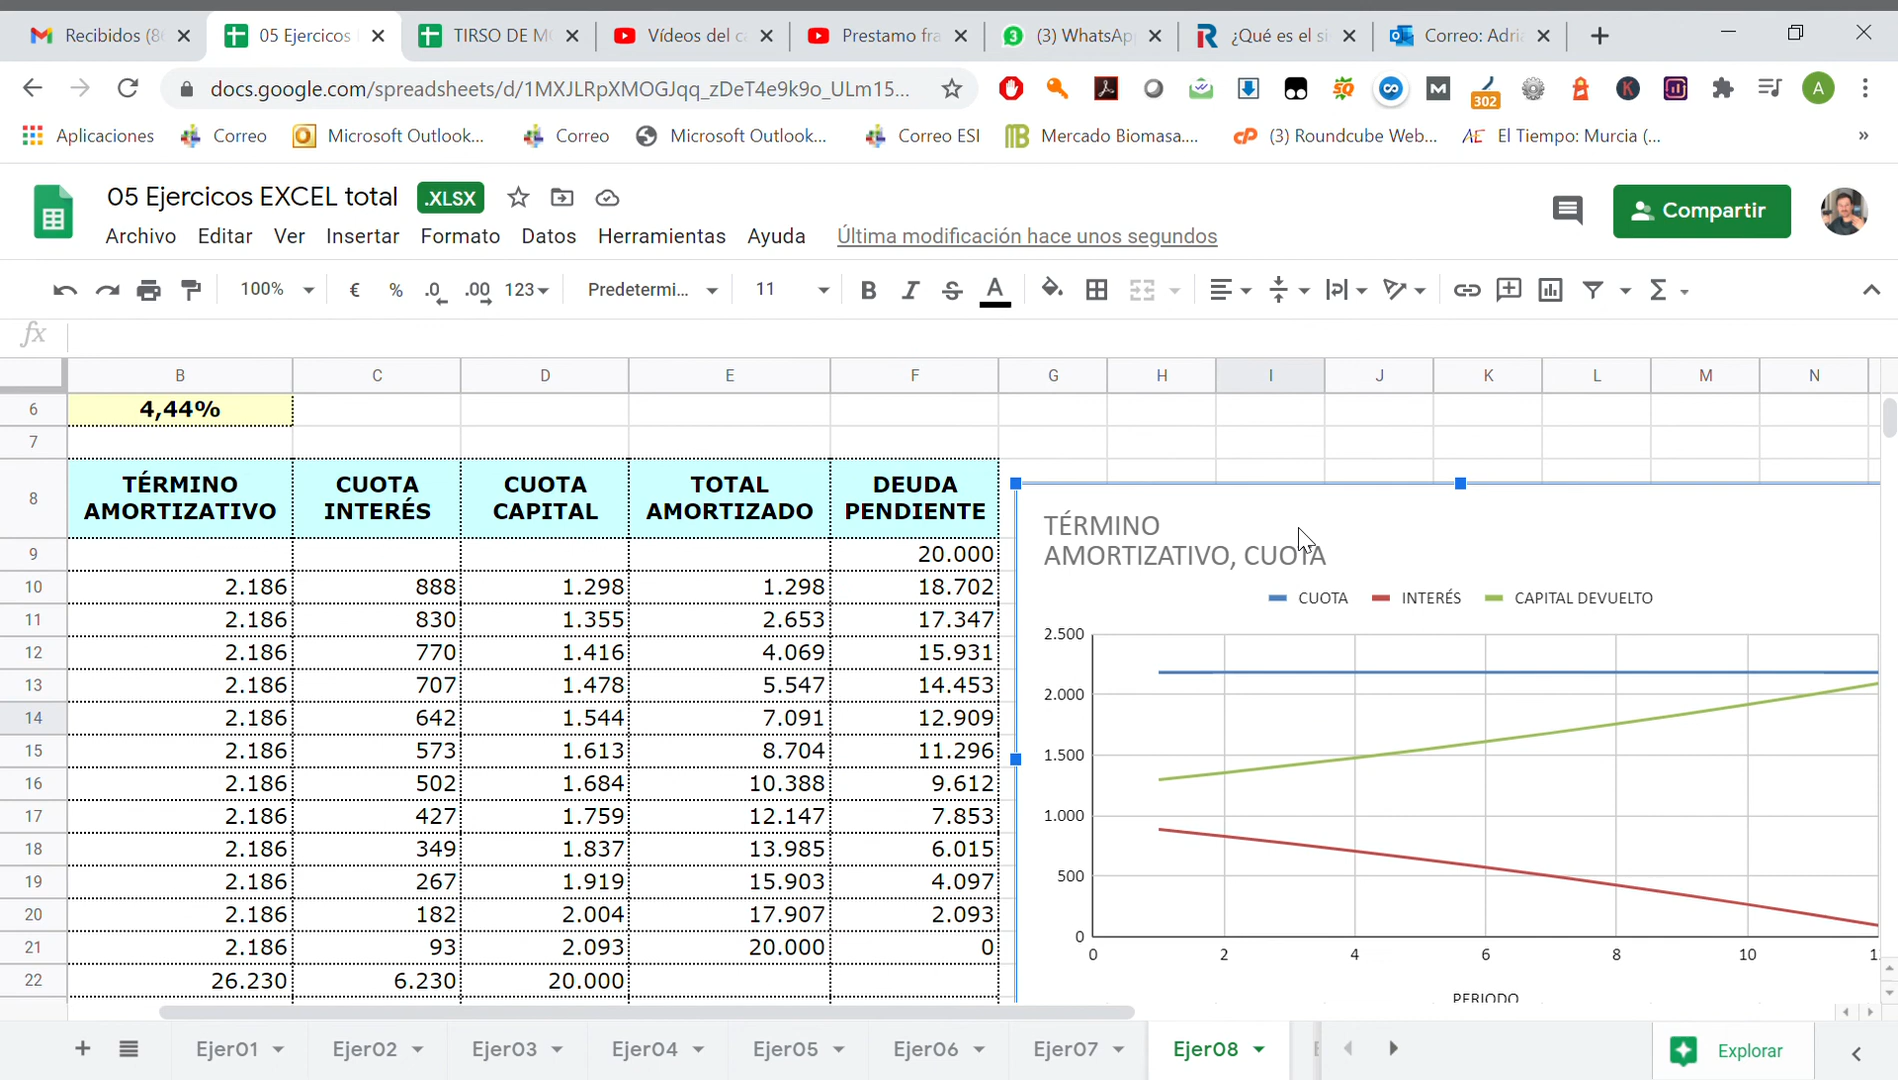 Recibidos (8
05 Ejercicos
TIRSO DE M
Vídeos del c
Prestamo fra
(3) WhatsAp
¿Qué es el si
Correo: Adri
docs.google.com/spreadsheets/d/1MXJLRpXMOGJqq_zDeT4e9k9o_ULm15...
302
A
Aplicaciones
Correo
Microsoft Outlook...
Correo
Microsoft Outlook...
Correo ESI
Mercado Biomasa....
(3) Roundcube Web...
El Tiempo: Murcia (...
05 Ejercicos EXCEL total .XLSX
Compartir
Archivo Editar Ver Insertar Formato Datos Herramientas Ayuda Última modificación hace unos segundos
100% € % .0 .00 123 Predetermi... 11 B I S A
fx
B C D E F G H I J K L M N
6 4,44%
7
8 TÉRMINO AMORTIZATIVO CUOTA INTERÉS CUOTA CAPITAL TOTAL AMORTIZADO DEUDA PENDIENTE
9 20.000
10 2.186 888 1.298 1.298 18.702
11 2.186 830 1.355 2.653 17.347
12 2.186 770 1.416 4.069 15.931
13 2.186 707 1.478 5.547 14.453
14 2.186 642 1.544 7.091 12.909
15 2.186 573 1.613 8.704 11.296
16 2.186 502 1.684 10.388 9.612
17 2.186 427 1.759 12.147 7.853
18 2.186 349 1.837 13.985 6.015
19 2.186 267 1.919 15.903 4.097
20 2.186 182 2.004 17.907 2.093
21 2.186 93 2.093 20.000 0
22 26.230 6.230 20.000
TÉRMINO
AMORTIZATIVO, CUOTA
CUOTA INTERÉS CAPITAL DEVUELTO
2.500
2.000
1.500
1.000
500
0
0 2 4 6 8 10
PERIODO
+ Ejer01 Ejer02 Ejer03 Ejer04 Ejer05 Ejer06 Ejer07 Ejer08
Explorar